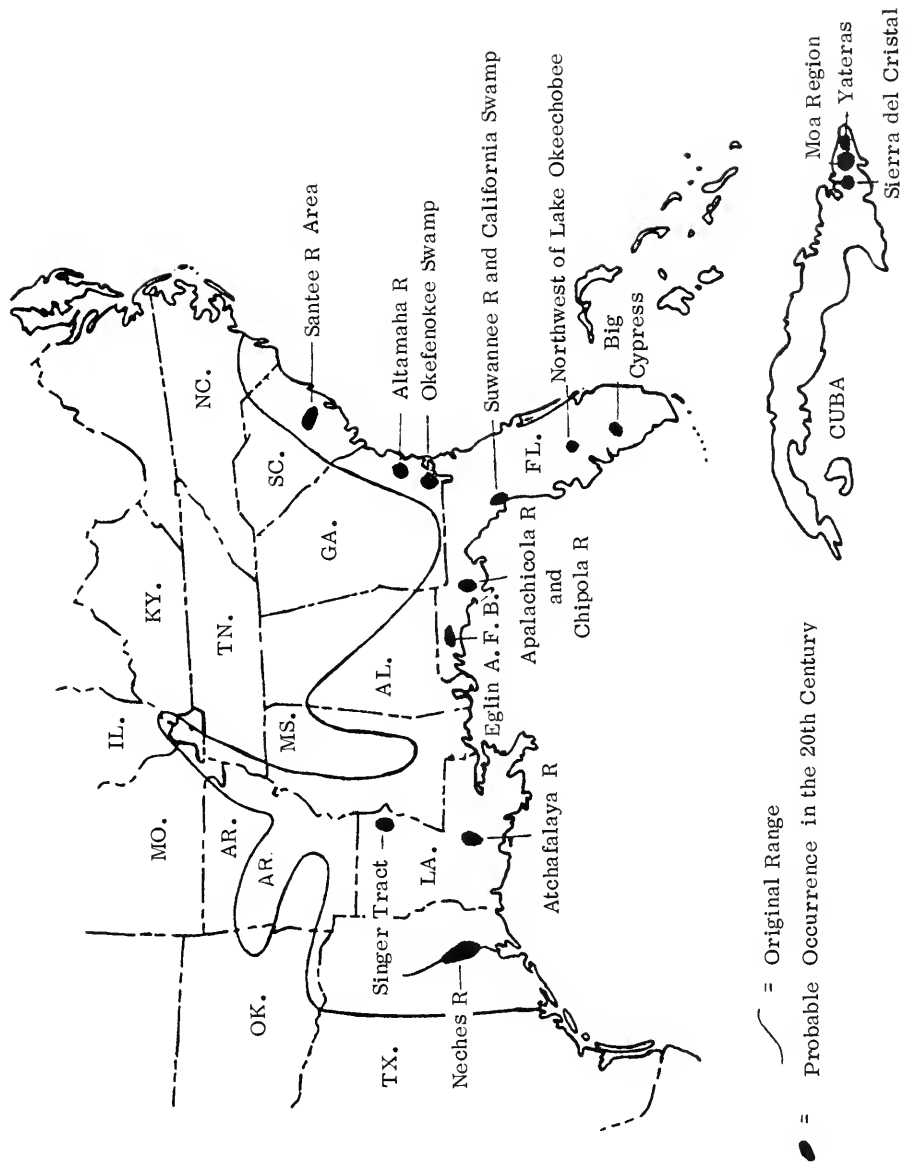 IL.
MO.
KY.
AR.
TN.
NC.
OK.
AR.
MS.
SC.
AL.
GA.
TX.
LA.
FL.
Santee R Area
Altamaha R
Okefenokee Swamp
Suwannee R and California Swamp
Northwest of Lake Okeechobee
Big
Cypress
Singer Tract
Neches R
Atchafalaya R
Eglin A. F. B.
Apalachicola R
and
Chipola R
CUBA
Moa Region
Yateras
Sierra del Cristal
= Original Range
= Probable Occurrence in the 20th Century